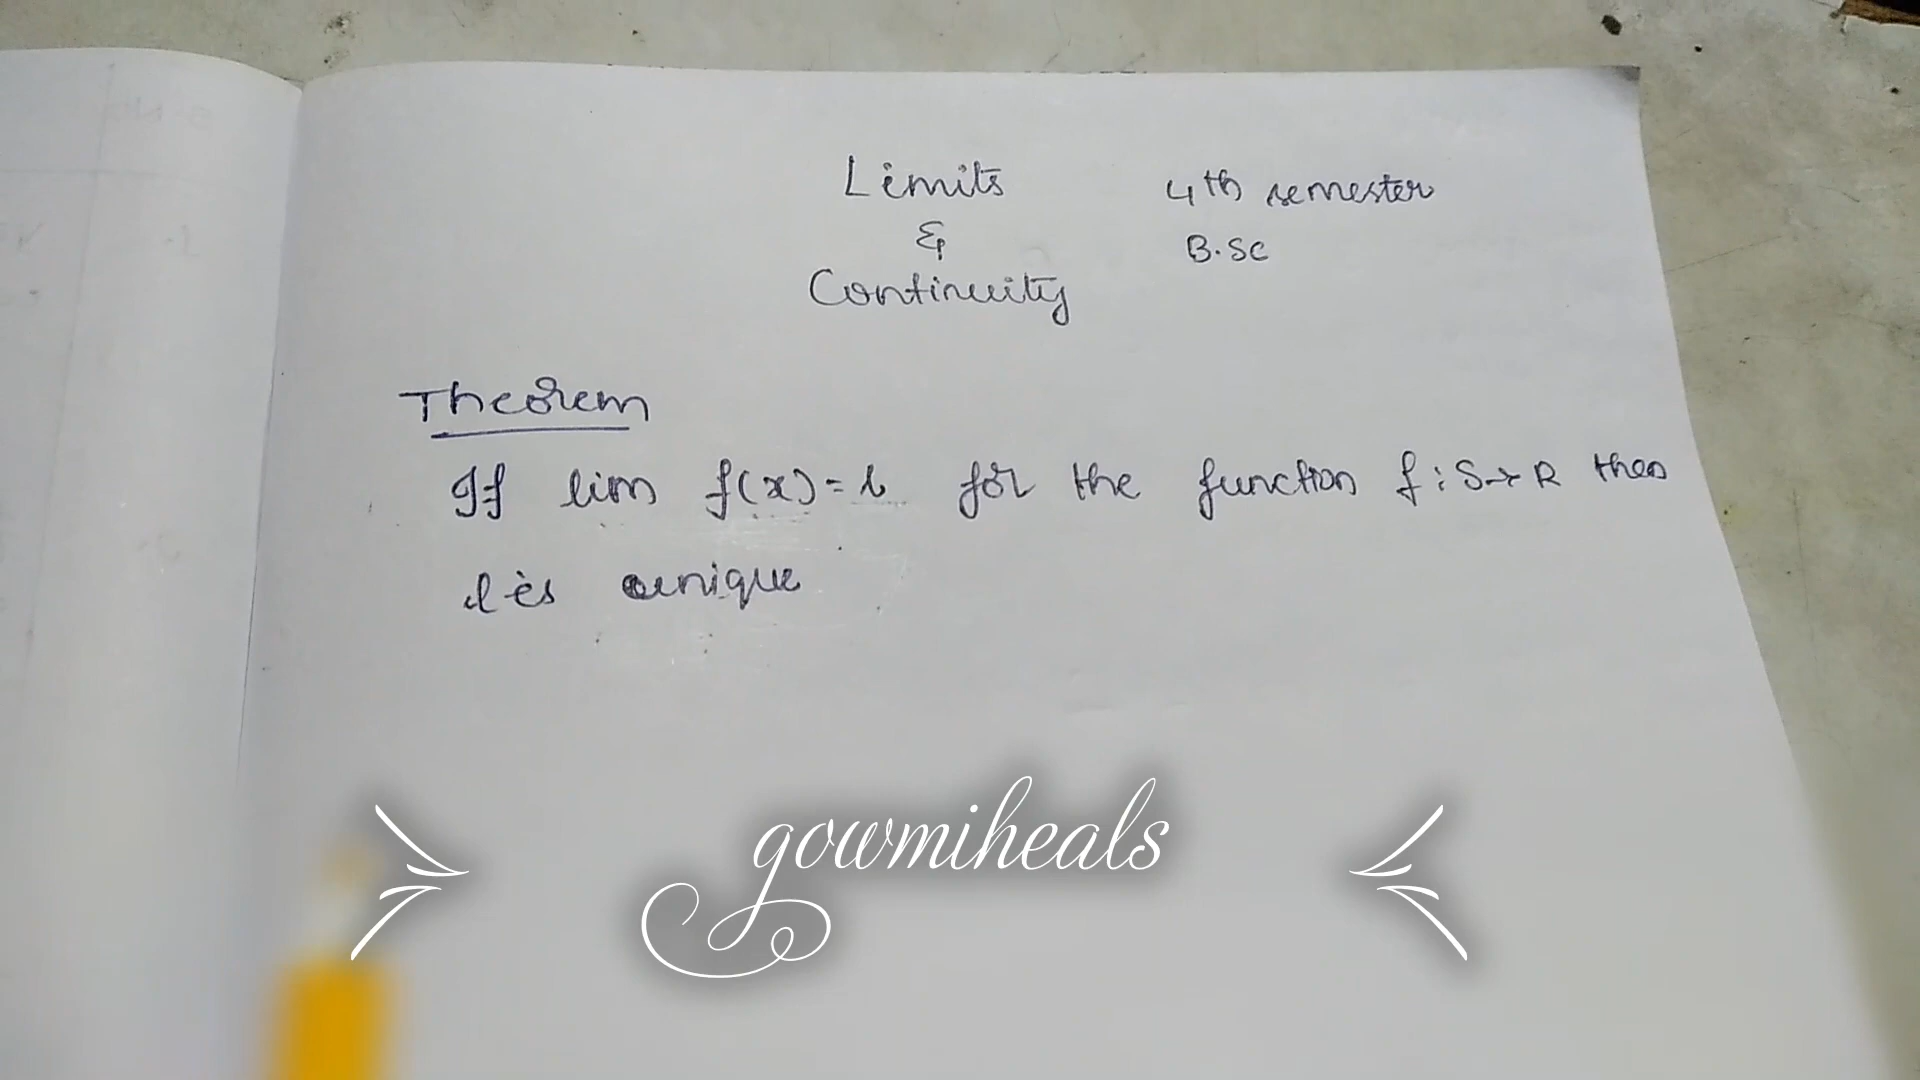 Limits
&
Continuity
4th semester
B.Sc
Theorem
If lim f(x)=l for the function f:S→R then
l is unique
gowmiheals